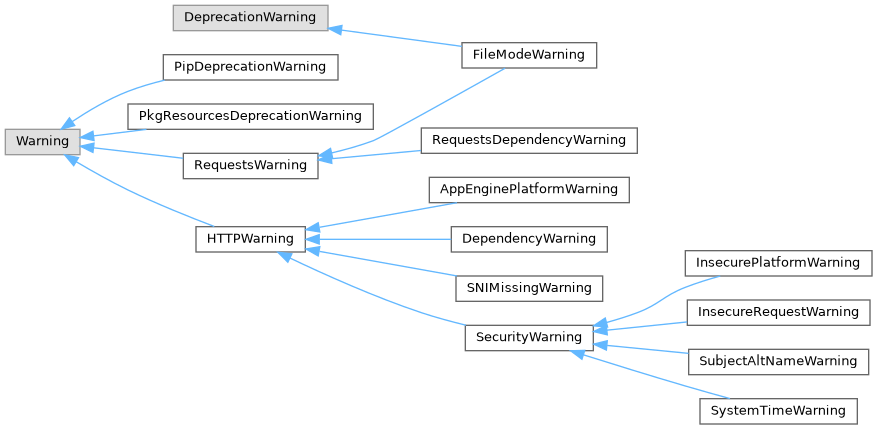 DeprecationWarning
FileModeWarning
PipDeprecationWarning
PkgResourcesDeprecationWarning
Warning
RequestsDependencyWarning
RequestsWarning
AppEnginePlatformWarning
HTTPWarning
DependencyWarning
InsecurePlatformWarning
SNIMissingWarning
InsecureRequestWarning
SecurityWarning
SubjectAltNameWarning
SystemTimeWarning